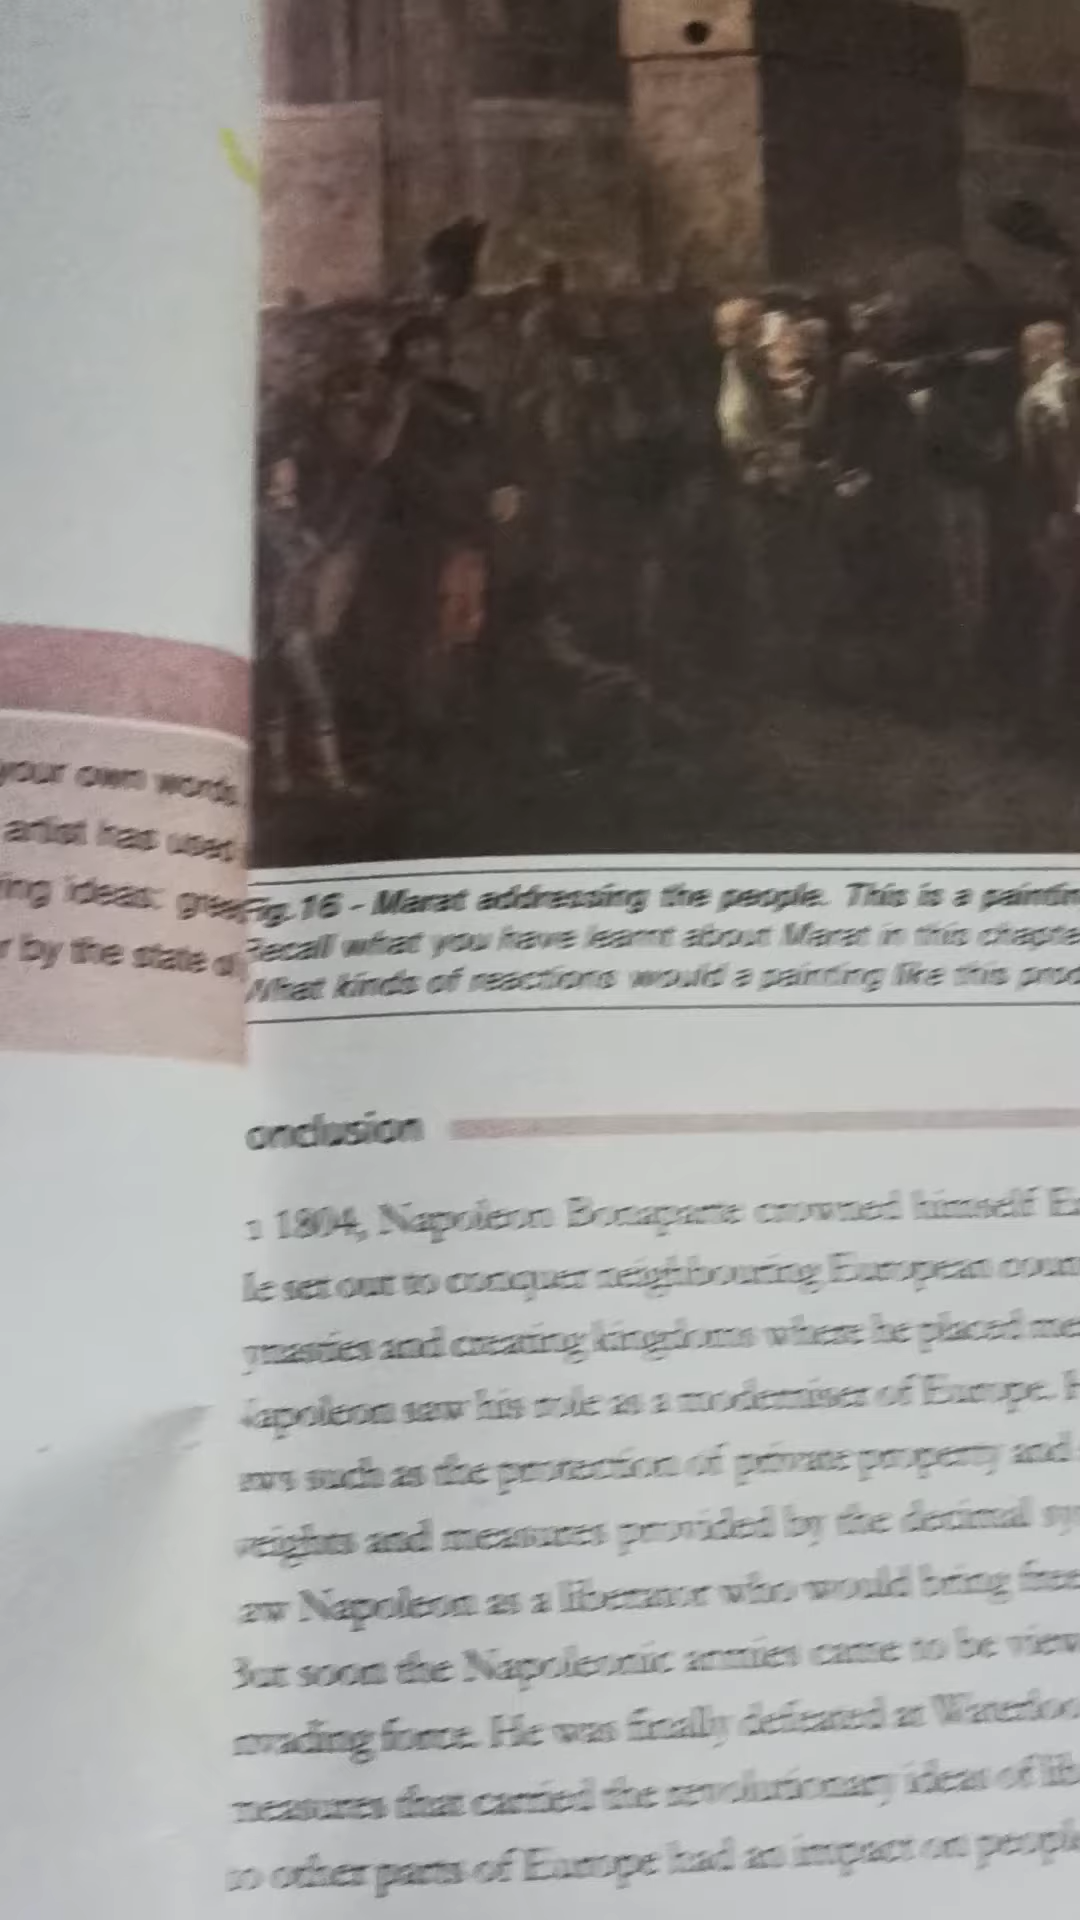 your own words.
artist has used
ing ideas: gree
r by the state o
Fig. 16 - Marat addressing the people. This is a paintin
Recall what you have learnt about Marat in this chapte
What kinds of reactions would a painting like this prod
onclusion
n 1804, Napoleon Bonaparte crowned himself E
He set out to conquer neighbouring European coun
ynasties and creating kingdoms where he placed me
Napoleon saw his role as a moderniser of Europe. H
aws such as the protection of private property and
weights and measures provided by the decimal sy
aw Napoleon as a liberator who would bring free
But soon the Napoleonic armies came to be view
nvading force. He was finally defeated at Waterloo
measures that carried the revolutionary ideas of lib
to other parts of Europe had an impact on people